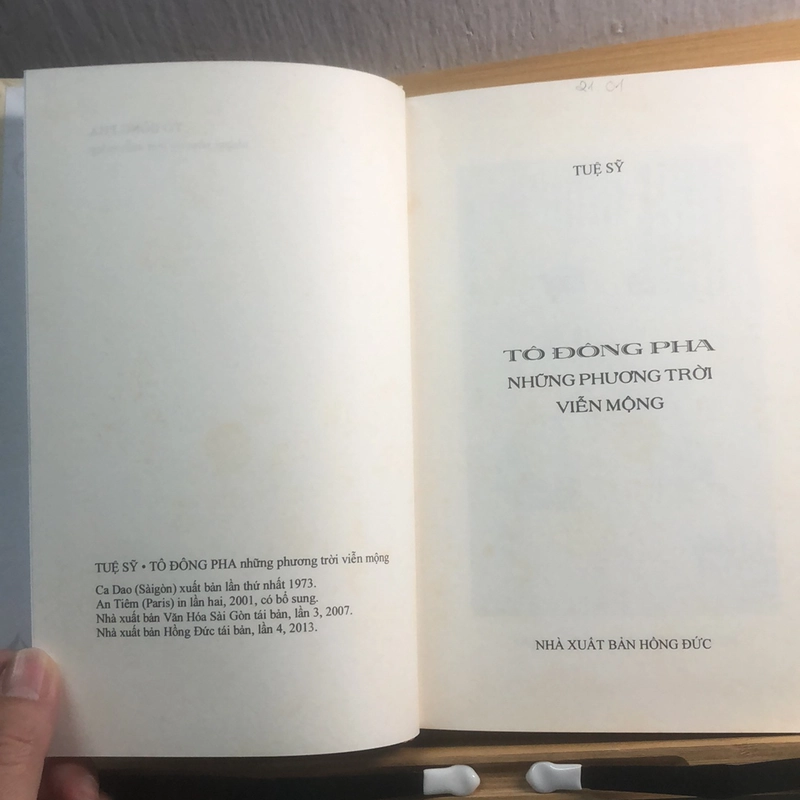 TUỆ SỸ • TÔ ĐÔNG PHA những phương trời viễn mộng
Ca Dao (Sàigòn) xuất bản lần thứ nhất 1973.
An Tiêm (Paris) in lần hai, 2001, có bổ sung.
Nhà xuất bản Văn Hóa Sài Gòn tái bản, lần 3, 2007.
Nhà xuất bản Hồng Đức tái bản, lần 4, 2013.
TUỆ SỸ
TÔ ĐÔNG PHA
NHỮNG PHƯƠNG TRỜI
VIỄN MỘNG
NHÀ XUẤT BẢN HỒNG ĐỨC